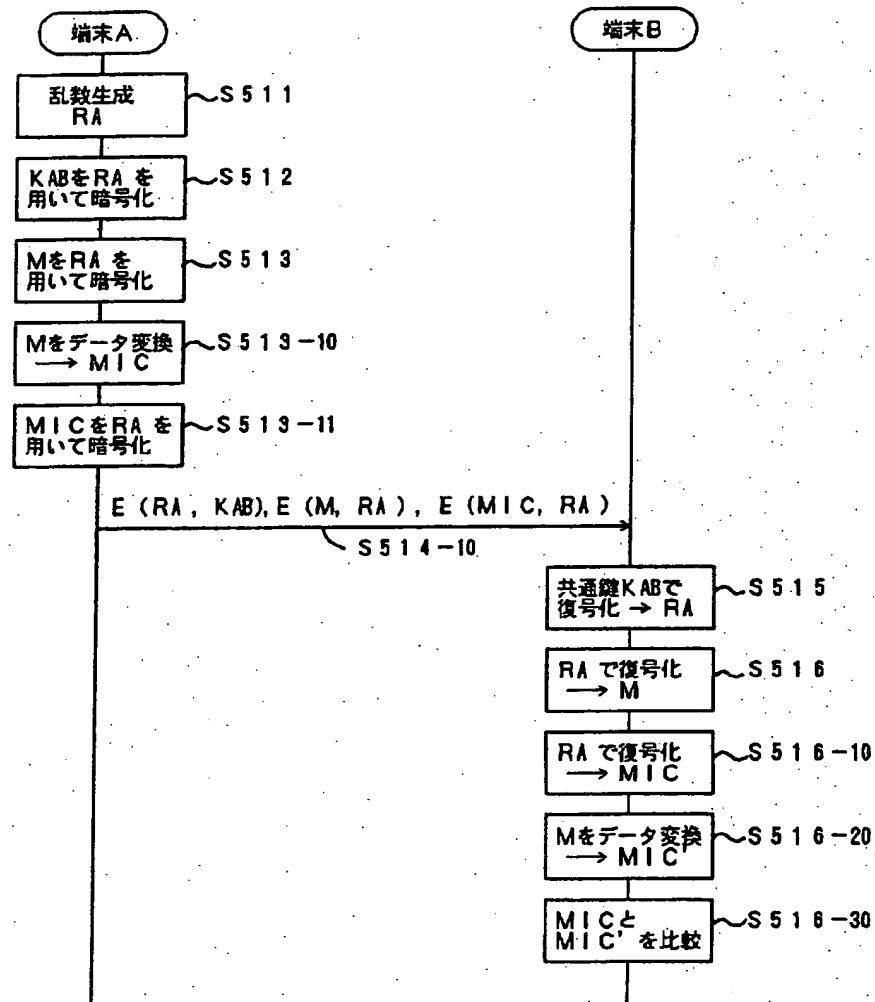 端末A
端末B
乱数生成
RA
S511
KABをRA を
用いて暗号化
S512
MをRA を
用いて暗号化
S513
Mをデータ変換
→ MIC
S513-10
MICをRA を
用いて暗号化
S513-11
E (RA, KAB), E (M, RA), E (MIC, RA)
S514-10
共通鍵KABで
復号化 → RA
S515
RA で復号化
→ M
S516
RA で復号化
→ MIC
S516-10
Mをデータ変換
→ MIC'
S516-20
MICと
MIC' を比較
S516-30